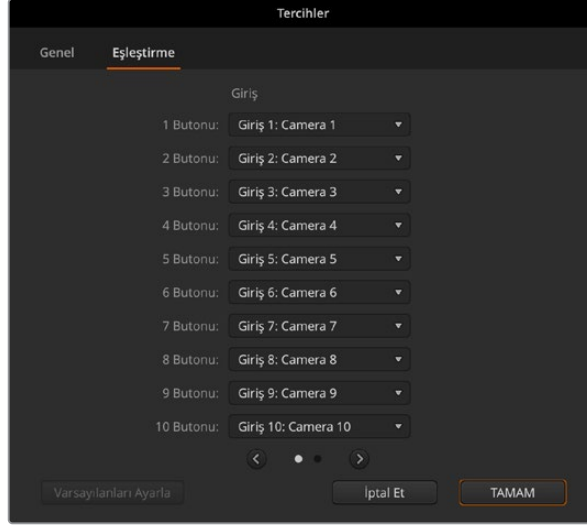 Tercihler
Genel Eşleştirme
Giriş
1 Butonu: Giriş 1: Camera 1
2 Butonu: Giriş 2: Camera 2
3 Butonu: Giriş 3: Camera 3
4 Butonu: Giriş 4: Camera 4
5 Butonu: Giriş 5: Camera 5
6 Butonu: Giriş 6: Camera 6
7 Butonu: Giriş 7: Camera 7
8 Butonu: Giriş 8: Camera 8
9 Butonu: Giriş 9: Camera 9
10 Butonu: Giriş 10: Camera 10
Varsayılanları Ayarla İptal Et TAMAM